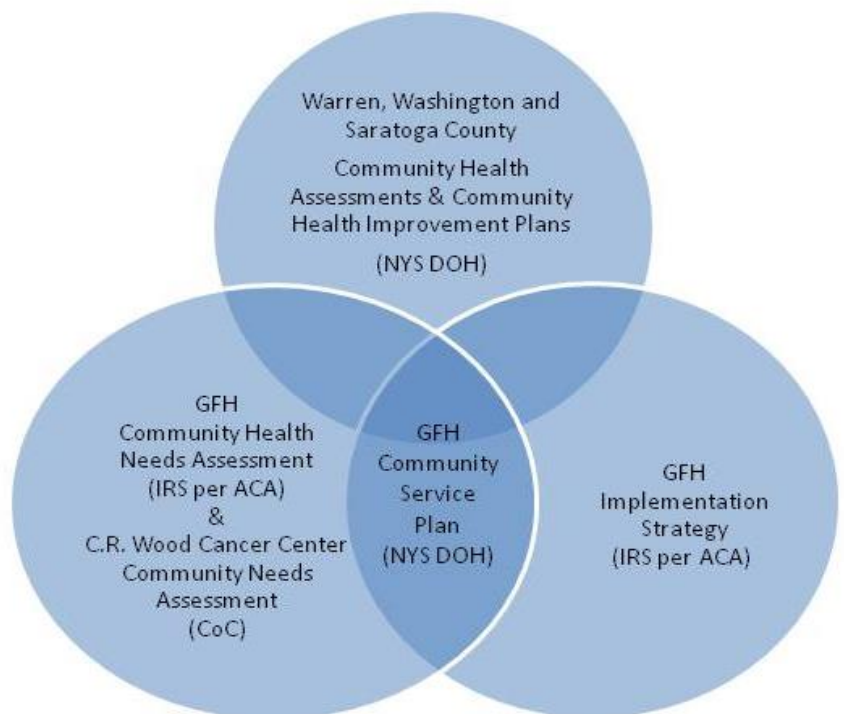 Warren, Washington and
Saratoga County
Community Health
Assessments & Community
Health Improvement Plans
(NYS DOH)
GFH
Community Health
Needs Assessment
(IRS per ACA)
&
C.R. Wood Cancer Center
Community Needs
Assessment
(CoC)
GFH
Community
Service
Plan
(NYS DOH)
GFH
Implementation
Strategy
(IRS per ACA)